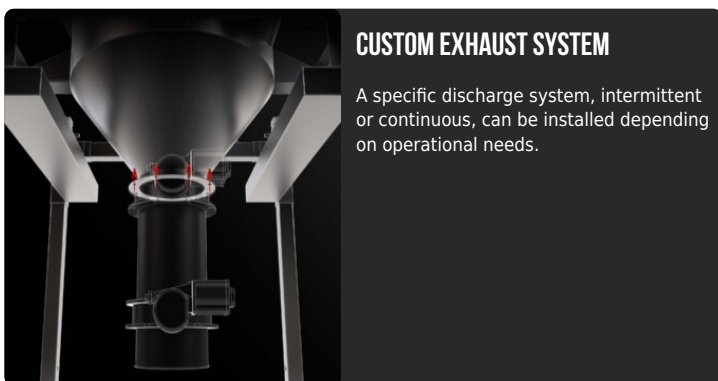 CUSTOM EXHAUST SYSTEM
A specific discharge system, intermittent
or continuous, can be installed depending
on operational needs.